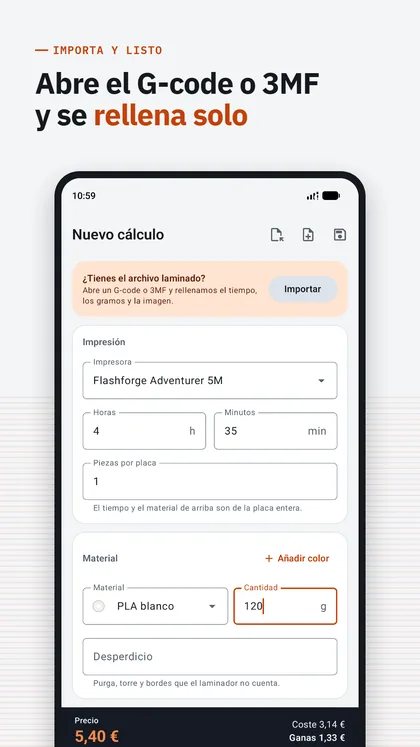 IMPORTA Y LISTO
Abre el G-code o 3MF
y se rellena solo
10:59
Nuevo cálculo
¿Tienes el archivo laminado?
Abre un G-code o 3MF y rellenamos el tiempo,
los gramos y la imagen.
Importar
Impresión
Impresora
Flashforge Adventurer 5M
Horas
4 h
Minutos
35 min
Piezas por placa
1
El tiempo y el material de arriba son de la placa entera.
Material
+ Añadir color
Material
PLA blanco
Cantidad
120 g
Desperdicio
Purga, torre y bordes que el laminador no cuenta.
Precio
5,40 €
Coste 3,14 €
Ganas 1,33 €